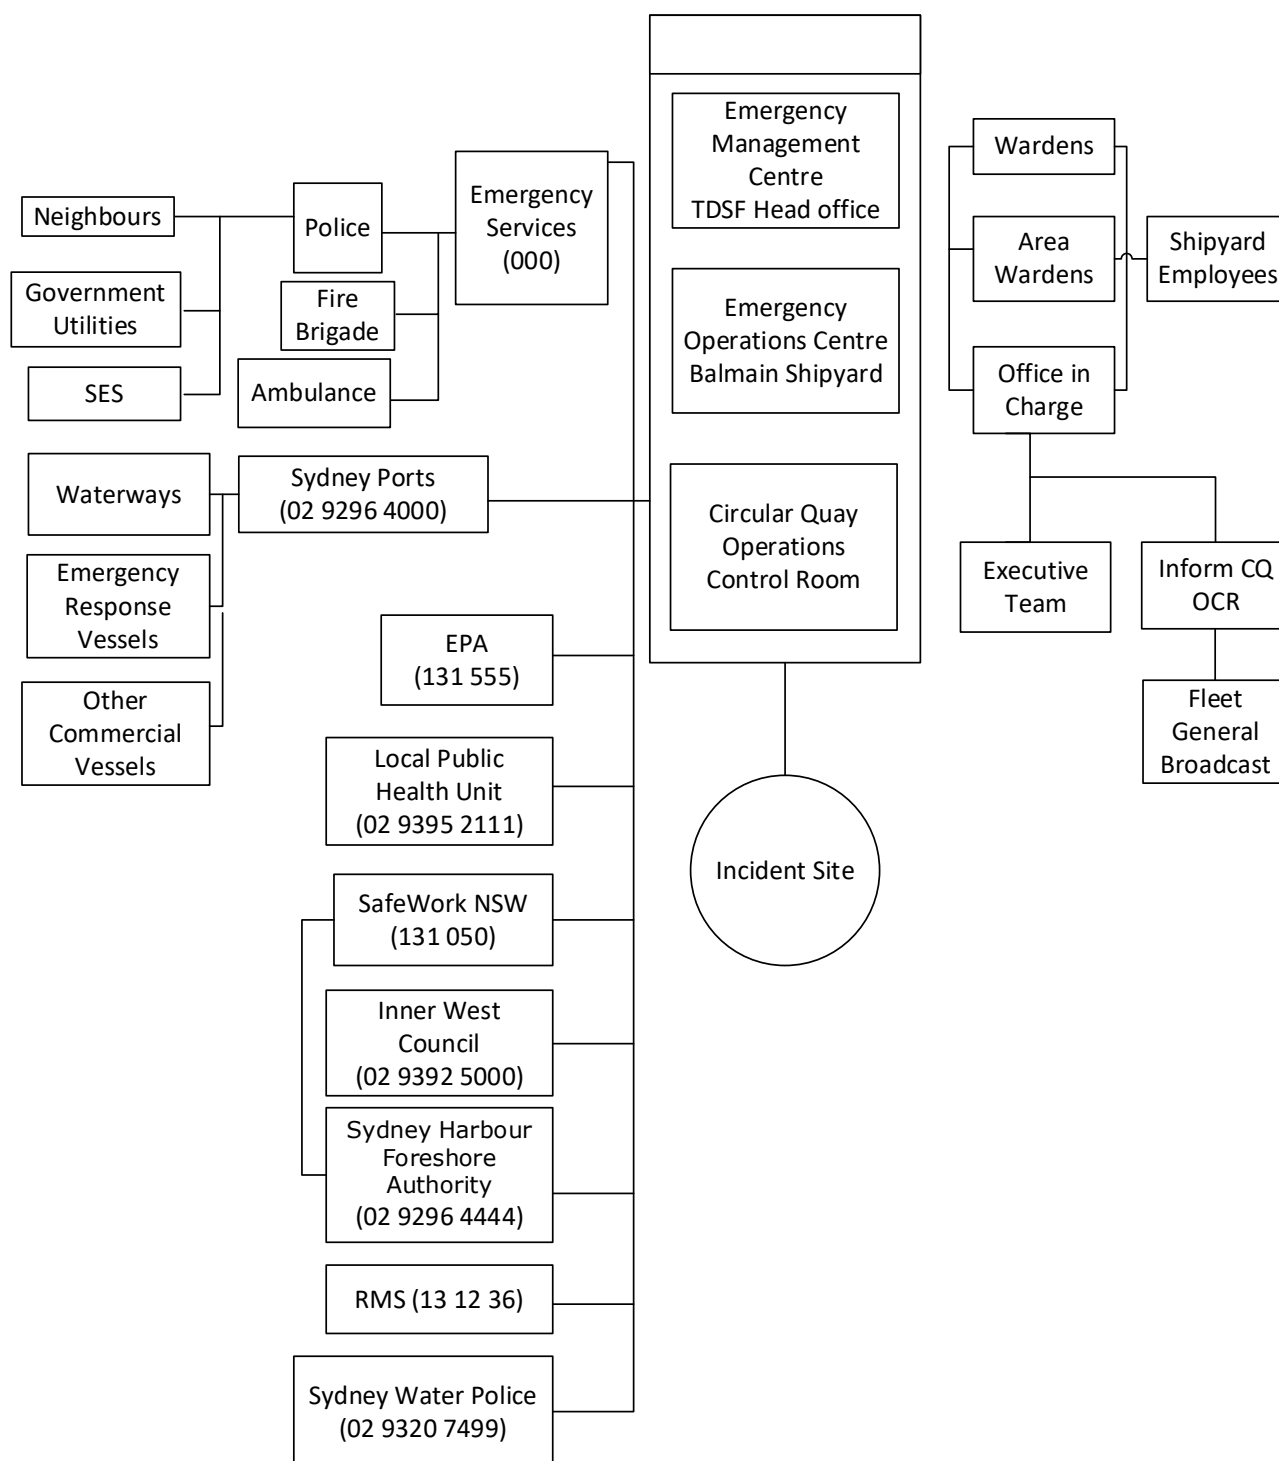 Emergency
Management
Centre
TDSF Head office
Emergency
Operations Centre
Balmain Shipyard
Circular Quay
Operations
Control Room
Incident Site
Emergency
Services
(000)
Police
Fire
Brigade
Ambulance
Neighbours
Government
Utilities
SES
Sydney Ports
(02 9296 4000)
Waterways
Emergency
Response
Vessels
Other
Commercial
Vessels
EPA
(131 555)
Local Public
Health Unit
(02 9395 2111)
SafeWork NSW
(131 050)
Inner West
Council
(02 9392 5000)
Sydney Harbour
Foreshore
Authority
(02 9296 4444)
RMS (13 12 36)
Sydney Water Police
(02 9320 7499)
Wardens
Area
Wardens
Shipyard
Employees
Office in
Charge
Executive
Team
Inform CQ
OCR
Fleet
General
Broadcast